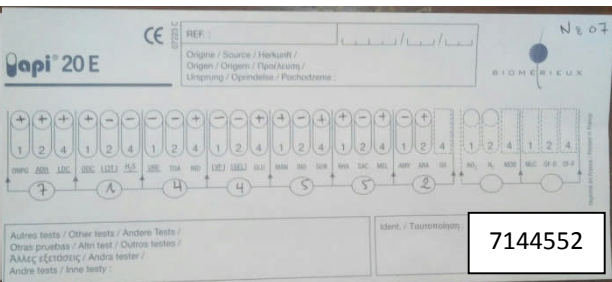 N 8 07
CE
07223 C
REF. :
Origine / Source / Herkunft /
Origen / Origem / Προέλευση /
Ursprung / Oprindelse / Pochodzenie :
api® 20 E
BIOMÉRIEUX
+ + + + - - - - + - - + + - + + - + - +
1 2 4 1 2 4 1 2 4 1 2 4 1 2 4 1 2 4 1 2 4 1 2 4 1 2 4
ONPG ADH LDC ODC |CIT| H₂S URE TDA IND |VP| |GEL| GLU MAN INO SOR RHA SAC MEL AMY ARA OX NO₂ N₂ MOB McC OF-O OF-F
7 1 4 4 5 5 2
Autres tests / Other tests / Andere Tests /
Otras pruebas / Altri test / Outros testes /
Άλλες εξετάσεις / Andra tester /
Andre tests / Inne testy :
Ident. / Ταυτοποίηση
7144552